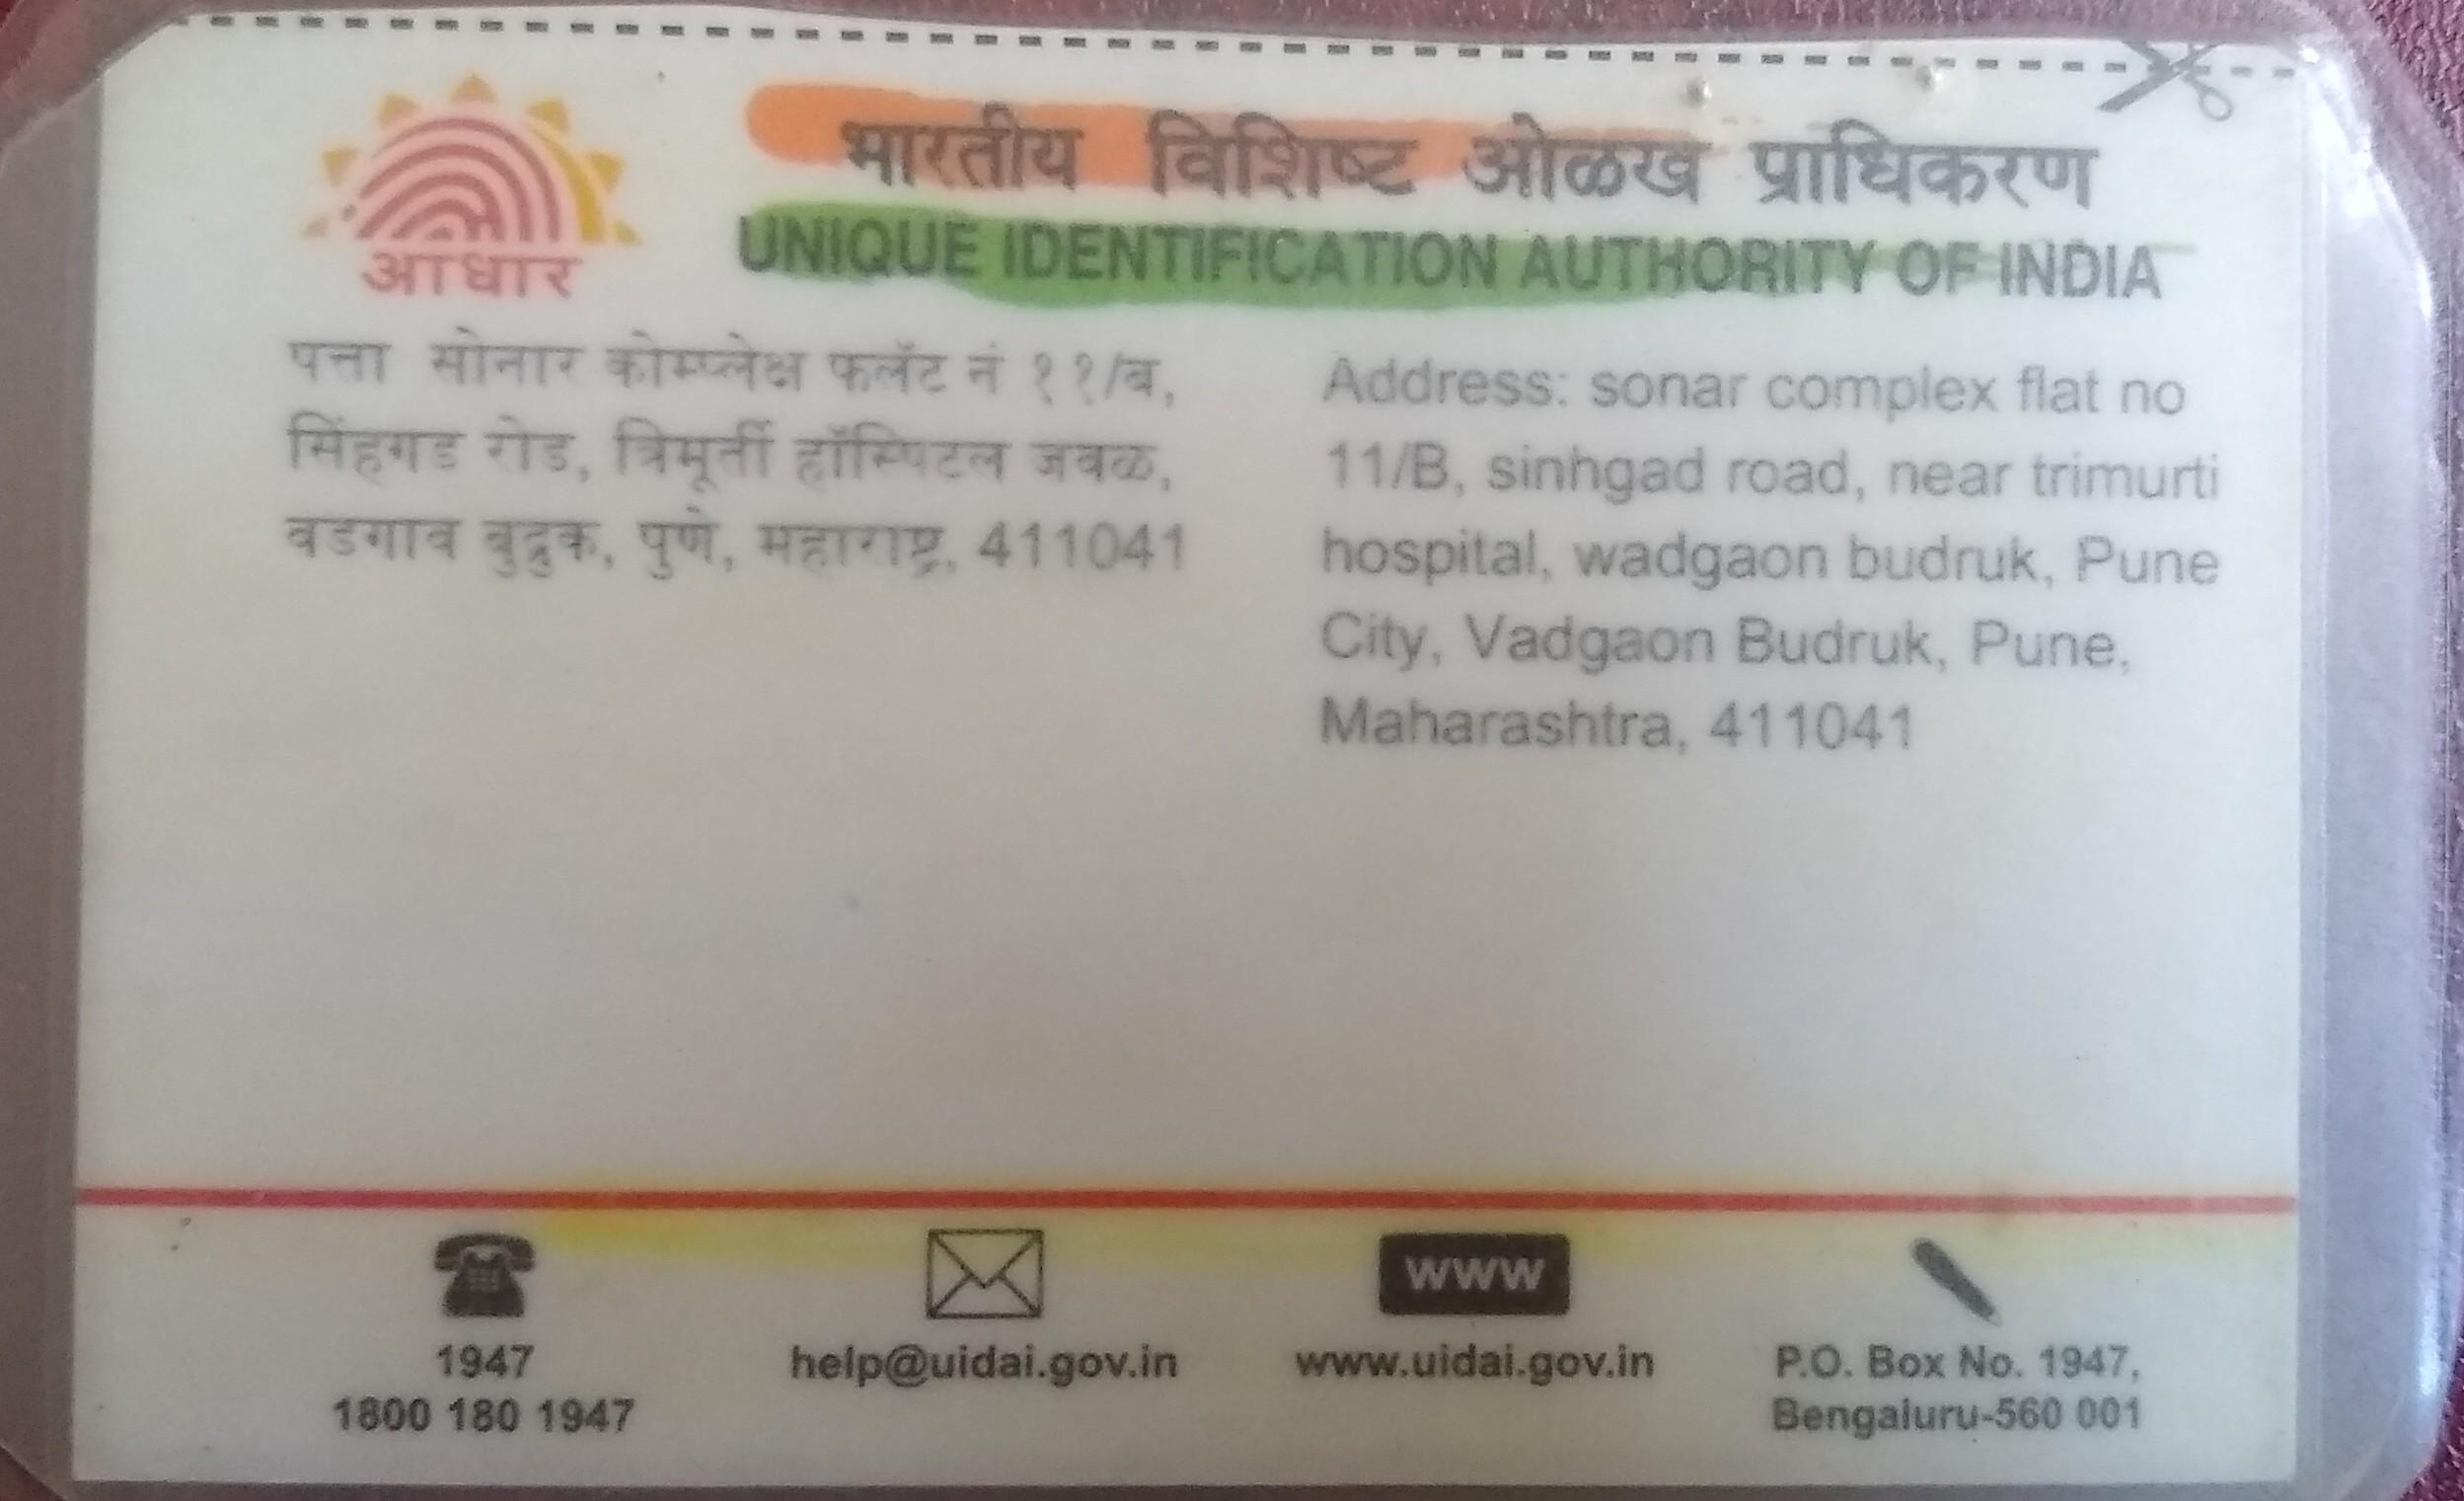 भारतीय विशिष्ट ओळख प्राधिकरण
UNIQUE IDENTIFICATION AUTHORITY OF INDIA
आधार
पत्ता सोनार कोम्प्लेक्ष फलॅट नं ११/ब,
सिंहगड रोड, त्रिमूर्ती हॉस्पिटल जवळ,
वडगाव बुद्रुक, पुणे, महाराष्ट्र, 411041
Address: sonar complex flat no
11/B, sinhgad road, near trimurti
hospital, wadgaon budruk, Pune
City, Vadgaon Budruk, Pune,
Maharashtra, 411041
1947
1800 180 1947
help@uidai.gov.in
www
www.uidai.gov.in
P.O. Box No. 1947,
Bengaluru-560 001